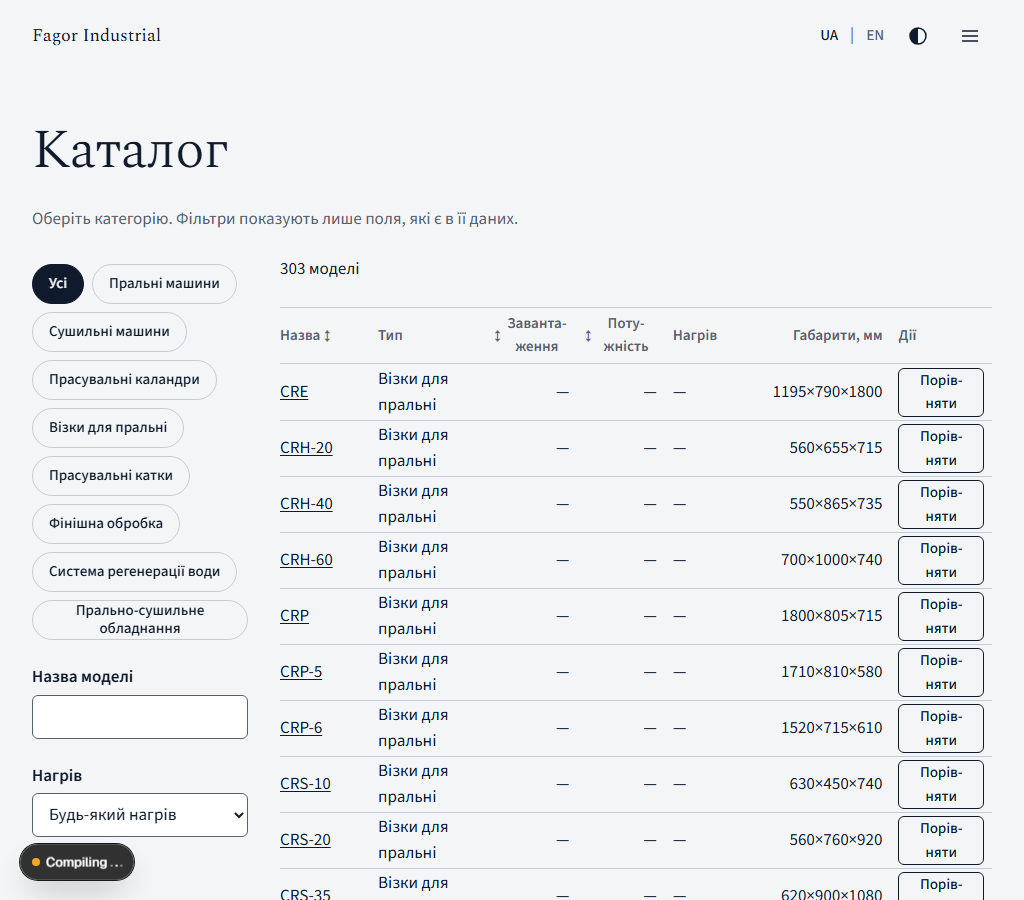 Fagor Industrial
UA | EN
Каталог
Оберіть категорію. Фільтри показують лише поля, які є в її даних.
Усі
Пральні машини
Сушильні машини
Прасувальні каландри
Візки для пральні
Прасувальні катки
Фінішна обробка
Система регенерації води
Прально-сушильне
обладнання
Назва моделі
Нагрів
Будь-який нагрів
Compiling ...
303 моделі
Назва ↕ Тип ↕ Заванта-
ження ↕ Поту-
жність Нагрів Габарити, мм Дії
CRE Візки для
пральні — — — 1195×790×1800 Порів-
няти
CRH-20 Візки для
пральні — — — 560×655×715 Порів-
няти
CRH-40 Візки для
пральні — — — 550×865×735 Порів-
няти
CRH-60 Візки для
пральні — — — 700×1000×740 Порів-
няти
CRP Візки для
пральні — — — 1800×805×715 Порів-
няти
CRP-5 Візки для
пральні — — — 1710×810×580 Порів-
няти
CRP-6 Візки для
пральні — — — 1520×715×610 Порів-
няти
CRS-10 Візки для
пральні — — — 630×450×740 Порів-
няти
CRS-20 Візки для
пральні — — — 560×760×920 Порів-
няти
CRS-35 Візки для
— — — 620×900×1080 Порів-